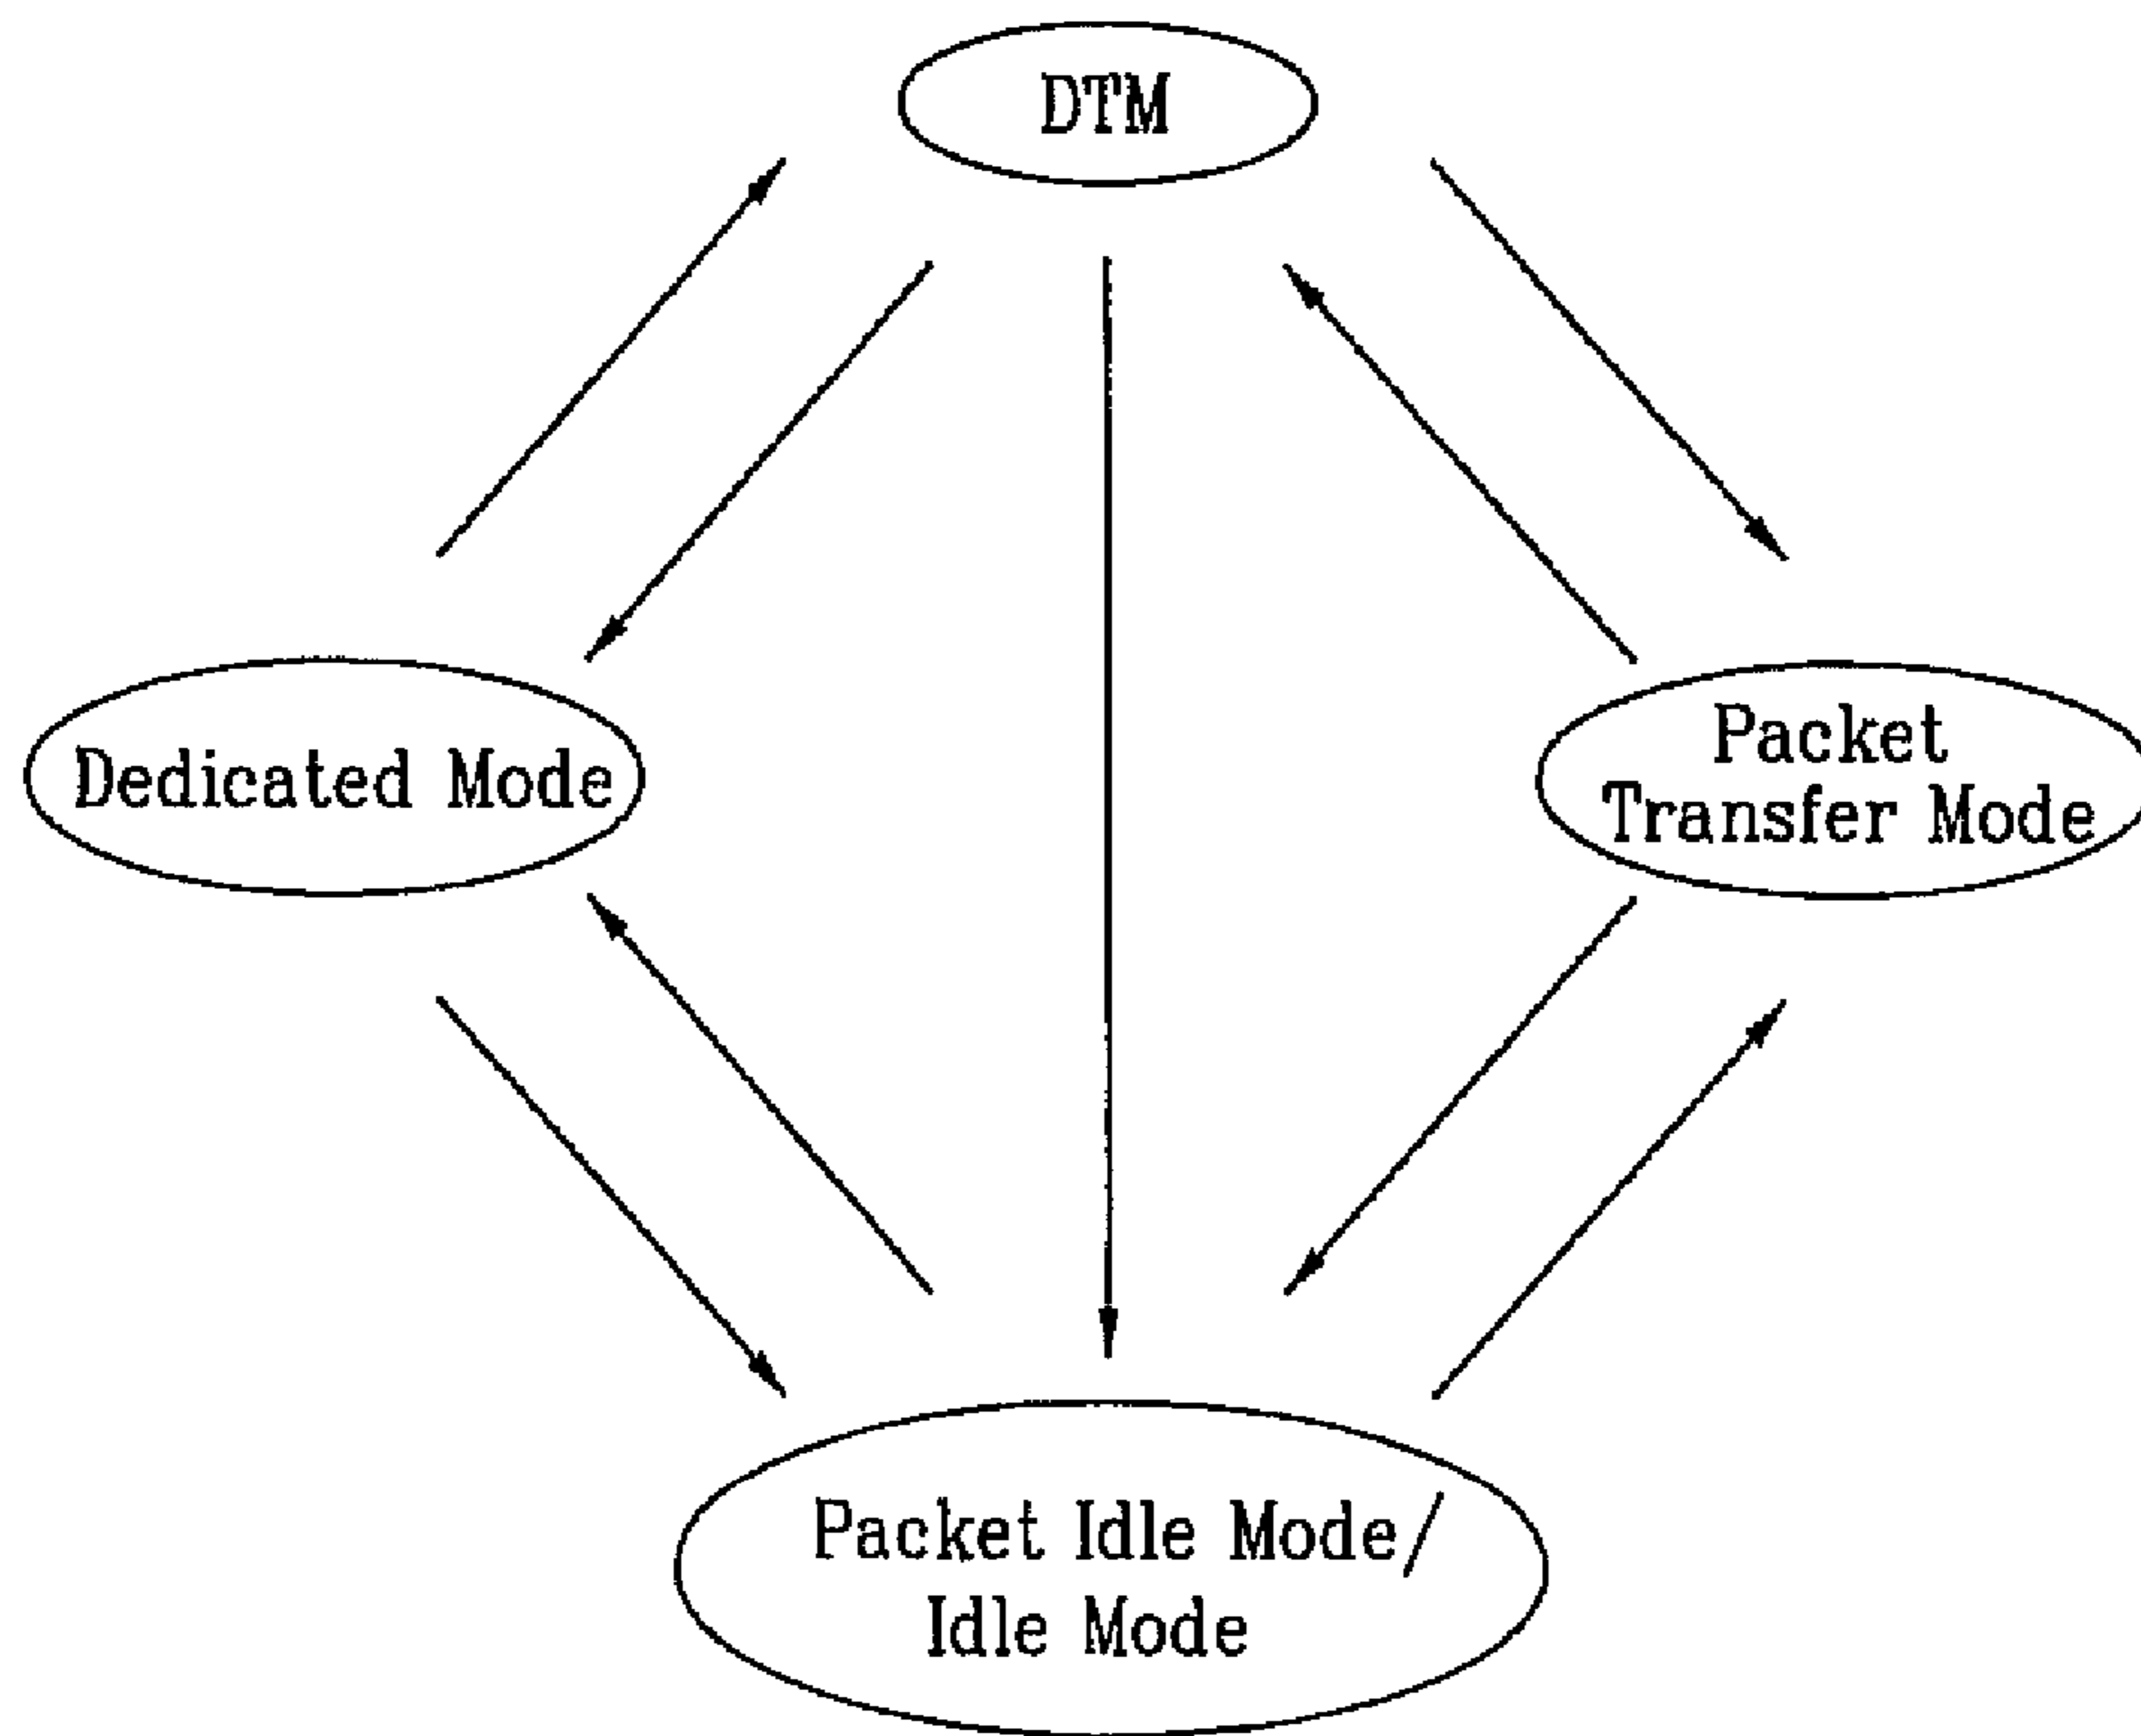 DTM
Dedicated Mode
Packet
Transfer Mode
Packet Idle Mode/
Idle Mode